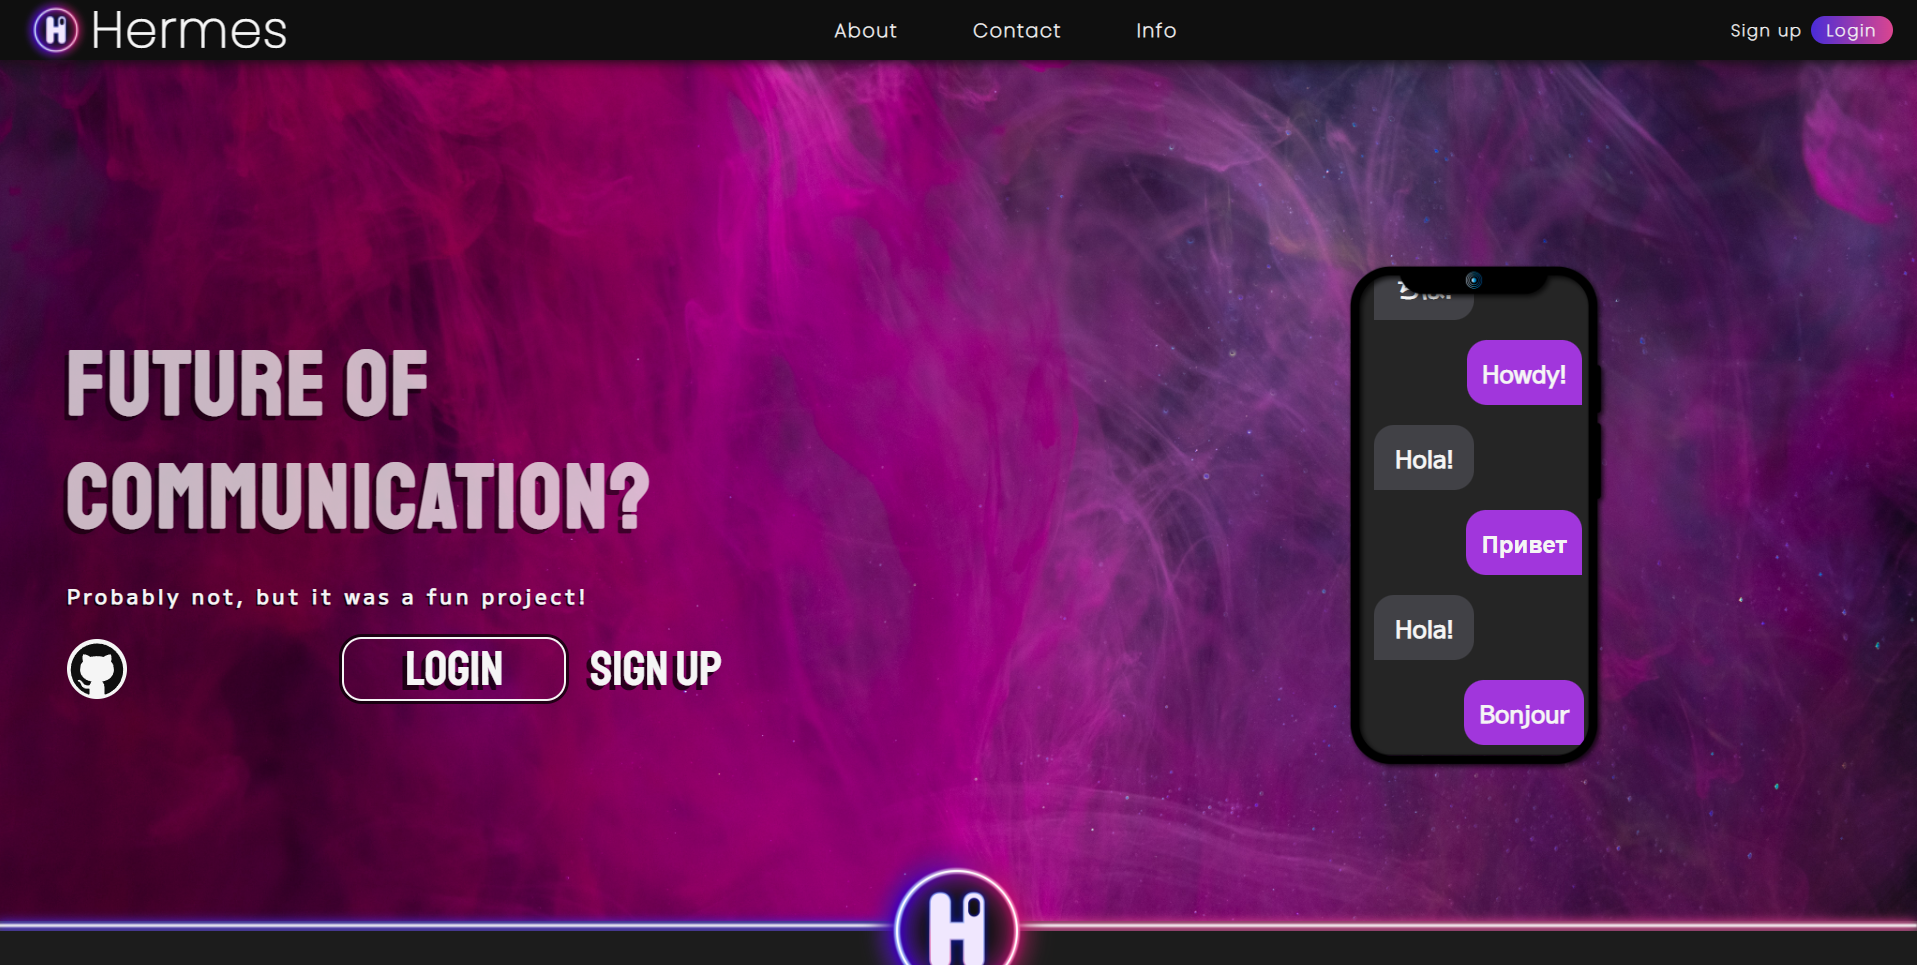 Hermes
About
Contact
Info
Sign up
Login
FUTURE OF
COMMUNICATION?
Probably not, but it was a fun project!
LOGIN
SIGN UP
Howdy!
Hola!
Привет
Hola!
Bonjour
H